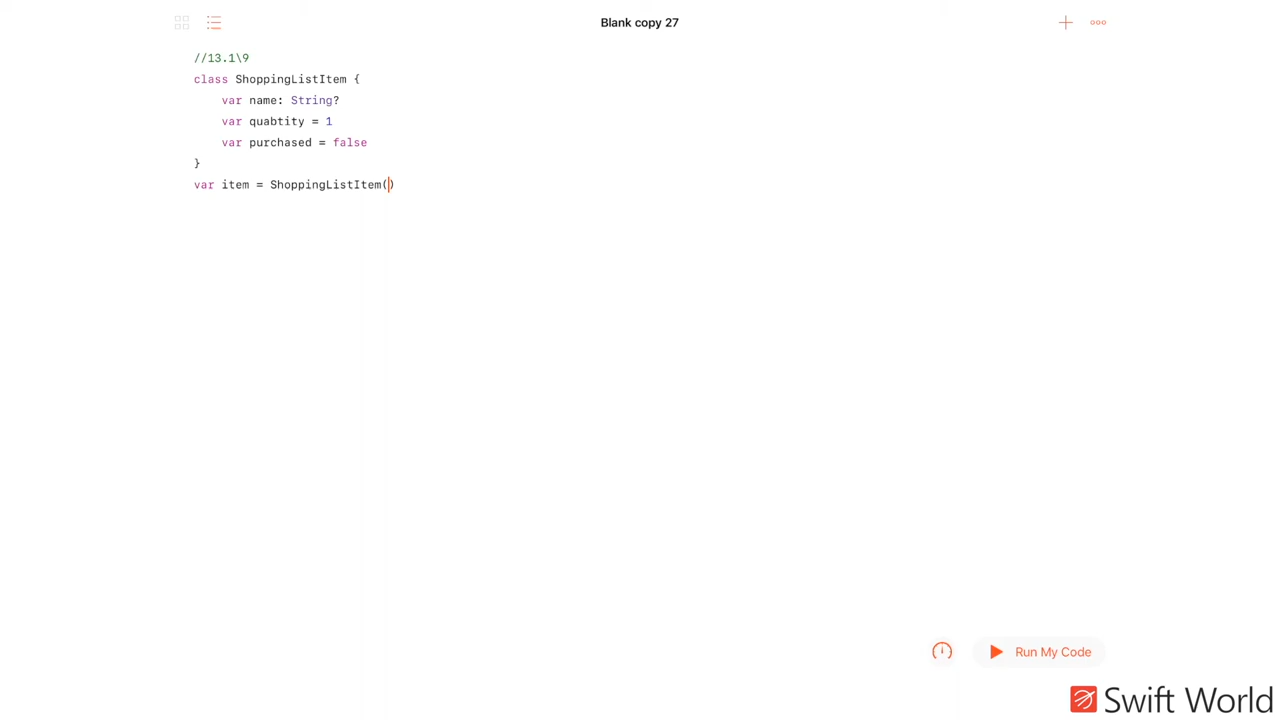 Blank copy 27
//13.1\9
class ShoppingListItem {
var name: String?
var quabtity = 1
var purchased = false
}
var item = ShoppingListItem()
Run My Code
Swift World